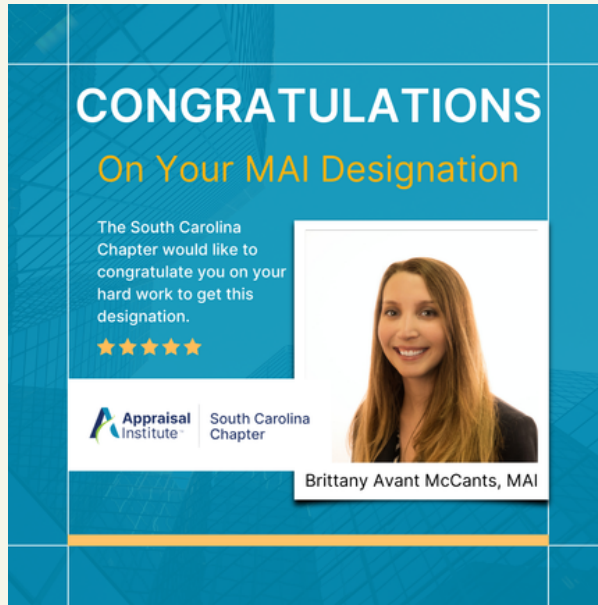 CONGRATULATIONS
On Your MAI Designation
The South Carolina
Chapter would like to
congratulate you on your
hard work to get this
designation.
Appraisal
Institute™
South Carolina
Chapter
Brittany Avant McCants, MAI